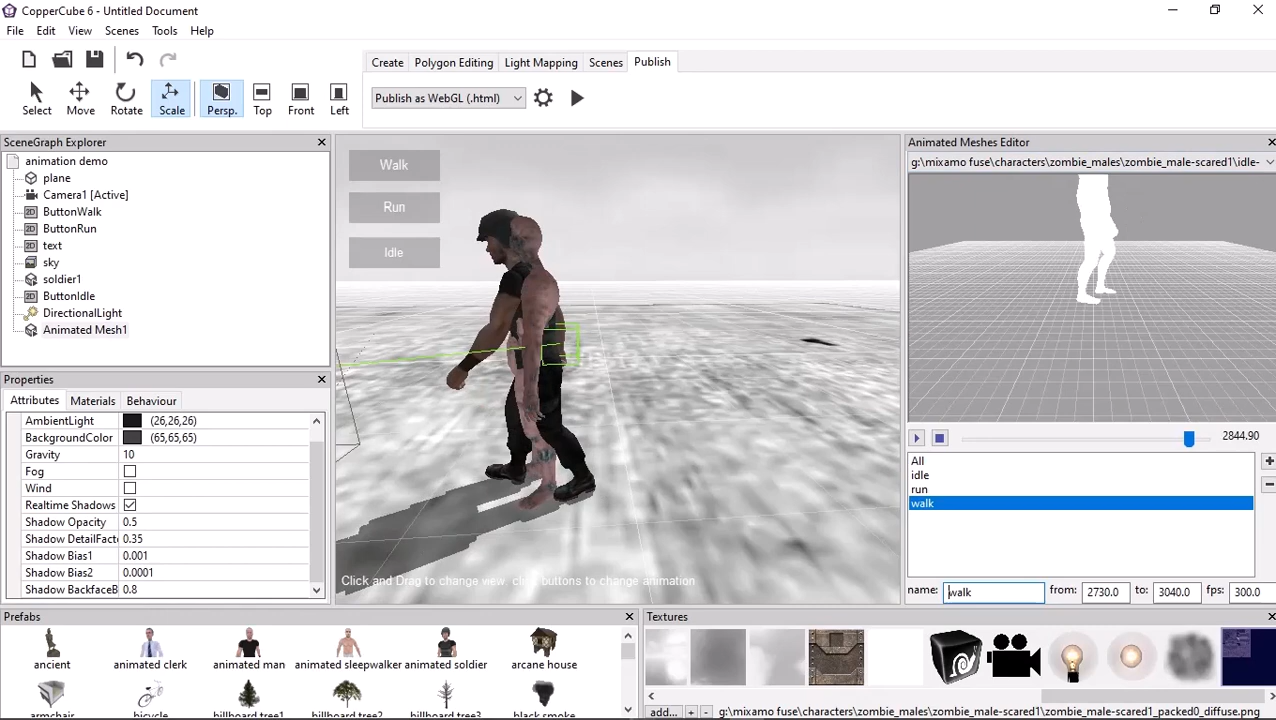 CopperCube 6 - Untitled Document
File Edit View Scenes Tools Help
Create Polygon Editing Light Mapping Scenes Publish
Select Move Rotate Scale Persp. Top Front Left
Publish as WebGL (.html)
SceneGraph Explorer
animation demo
plane
Camera1 [Active]
2D ButtonWalk
2D ButtonRun
2D text
sky
soldier1
2D ButtonIdle
DirectionalLight
Animated Mesh1
Properties
Attributes Materials Behaviour
AmbientLight (26,26,26)
BackgroundColor (65,65,65)
Gravity 10
Fog
Wind
Realtime Shadows
Shadow Opacity 0.5
Shadow DetailFacto 0.35
Shadow Bias1 0.001
Shadow Bias2 0.0001
Shadow BackfaceB 0.8
Walk
Run
Idle
Click and Drag to change view, click buttons to change animation
Animated Meshes Editor
g:\mixamo fuse\characters\zombie_males\zombie_male-scared1\idle-
2844.90
All
idle
run
walk
name: walk from: 2730.0 to: 3040.0 fps: 300.0
Prefabs
ancient animated clerk animated man animated sleepwalker animated soldier arcane house
armchair bicycle billboard tree1 billboard tree2 billboard tree3 black smoke
Textures
add... + - g:\mixamo fuse\characters\zombie_males\zombie_male-scared1\zombie_male-scared1_packed0_diffuse.png